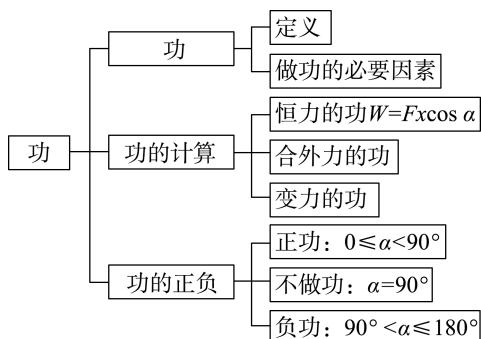 功
功
定义
做功的必要因素
功的计算
恒力的功W=Fxcos α
合外力的功
变力的功
功的正负
正功：0≤α<90°
不做功：α=90°
负功：90°<α≤180°